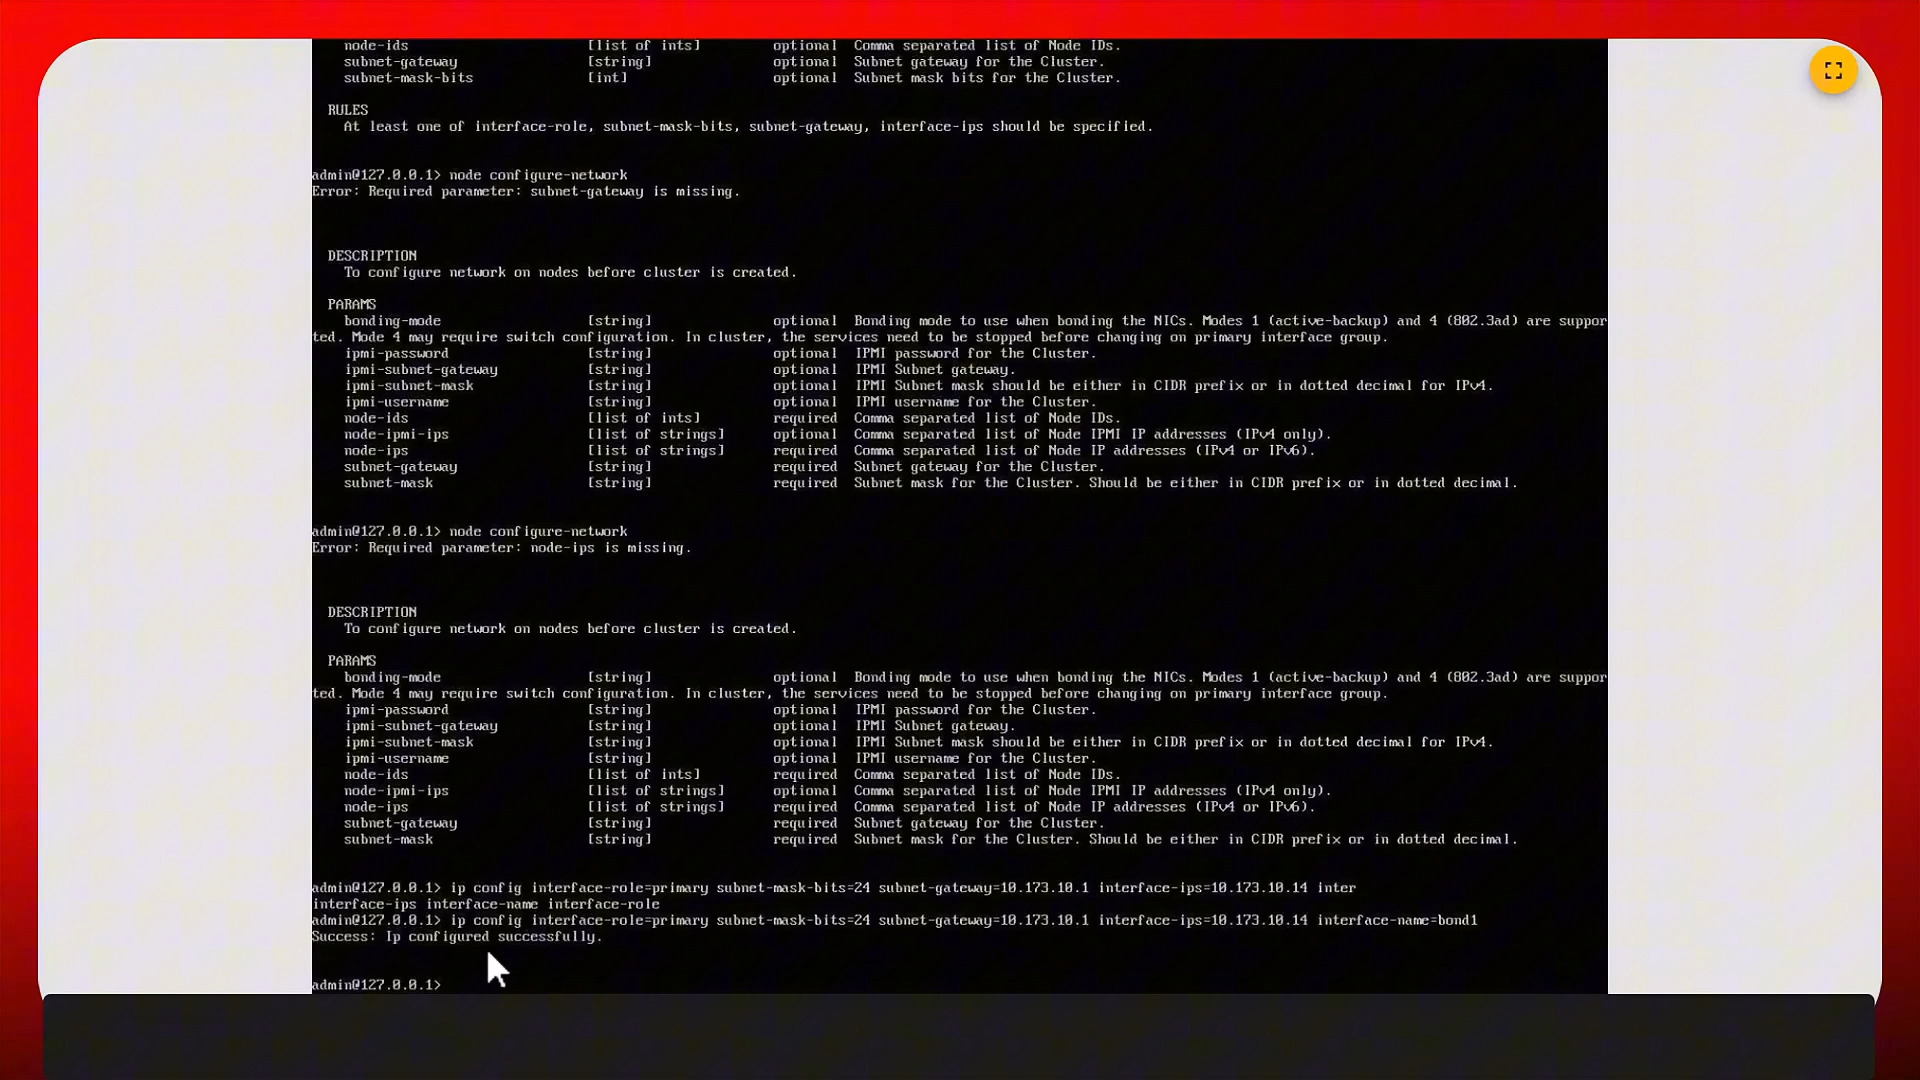 node-ids [list of ints] optional Comma separated list of Node IDs.
subnet-gateway [string] optional Subnet gateway for the Cluster.
subnet-mask-bits [int] optional Subnet mask bits for the Cluster.
RULES
At least one of interface-role, subnet-mask-bits, subnet-gateway, interface-ips should be specified.
admin@127.0.0.1> node configure-network
Error: Required parameter: subnet-gateway is missing.
DESCRIPTION
To configure network on nodes before cluster is created.
PARAMS
bonding-mode [string] optional Bonding mode to use when bonding the NICs. Modes 1 (active-backup) and 4 (802.3ad) are suppor
ted. Mode 4 may require switch configuration. In cluster, the services need to be stopped before changing on primary interface group.
ipmi-password [string] optional IPMI password for the Cluster.
ipmi-subnet-gateway [string] optional IPMI Subnet gateway.
ipmi-subnet-mask [string] optional IPMI Subnet mask should be either in CIDR prefix or in dotted decimal for IPv4.
ipmi-username [string] optional IPMI username for the Cluster.
node-ids [list of ints] required Comma separated list of Node IDs.
node-ipmi-ips [list of strings] optional Comma separated list of Node IPMI IP addresses (IPv4 only).
node-ips [list of strings] required Comma separated list of Node IP addresses (IPv4 or IPv6).
subnet-gateway [string] required Subnet gateway for the Cluster.
subnet-mask [string] required Subnet mask for the Cluster. Should be either in CIDR prefix or in dotted decimal.
admin@127.0.0.1> node configure-network
Error: Required parameter: node-ips is missing.
DESCRIPTION
To configure network on nodes before cluster is created.
PARAMS
bonding-mode [string] optional Bonding mode to use when bonding the NICs. Modes 1 (active-backup) and 4 (802.3ad) are suppor
ted. Mode 4 may require switch configuration. In cluster, the services need to be stopped before changing on primary interface group.
ipmi-password [string] optional IPMI password for the Cluster.
ipmi-subnet-gateway [string] optional IPMI Subnet gateway.
ipmi-subnet-mask [string] optional IPMI Subnet mask should be either in CIDR prefix or in dotted decimal for IPv4.
ipmi-username [string] optional IPMI username for the Cluster.
node-ids [list of ints] required Comma separated list of Node IDs.
node-ipmi-ips [list of strings] optional Comma separated list of Node IPMI IP addresses (IPv4 only).
node-ips [list of strings] required Comma separated list of Node IP addresses (IPv4 or IPv6).
subnet-gateway [string] required Subnet gateway for the Cluster.
subnet-mask [string] required Subnet mask for the Cluster. Should be either in CIDR prefix or in dotted decimal.
admin@127.0.0.1> ip config interface-role=primary subnet-mask-bits=24 subnet-gateway=10.173.10.1 interface-ips=10.173.10.14 inter
interface-ips interface-name interface-role
admin@127.0.0.1> ip config interface-role=primary subnet-mask-bits=24 subnet-gateway=10.173.10.1 interface-ips=10.173.10.14 interface-name=bond1
Success: Ip configured successfully.
admin@127.0.0.1>